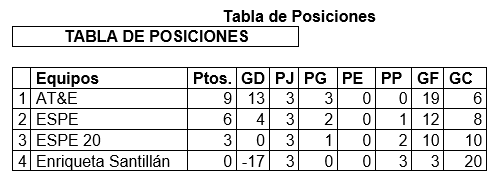 Tabla de Posiciones
TABLA DE POSICIONES
Equipos Ptos. GD PJ PG PE PP GF GC
1 AT&E 9 13 3 3 0 0 19 6
2 ESPE 6 4 3 2 0 1 12 8
3 ESPE 20 3 0 3 1 0 2 10 10
4 Enriqueta Santillán 0 -17 3 0 0 3 3 20